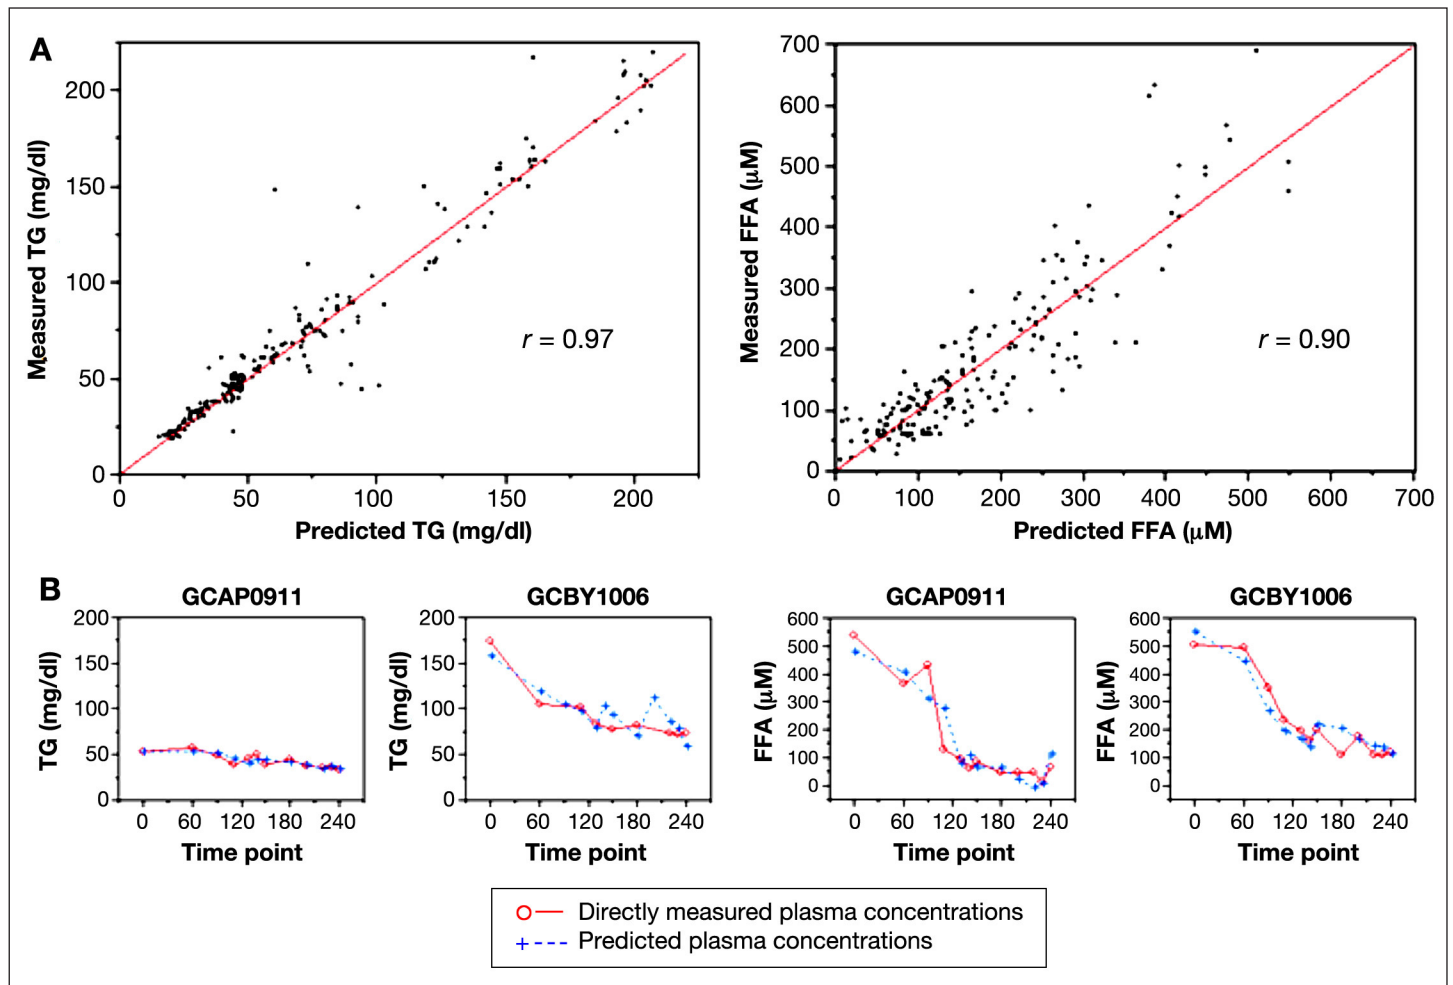 A
Measured TG (mg/dl)
200
150
100
50
0
r = 0.97
0 50 100 150 200
Predicted TG (mg/dl)
Measured FFA (μM)
700
600
500
400
300
200
100
0
r = 0.90
0 100 200 300 400 500 600 700
Predicted FFA (μM)
B
GCAP0911
TG (mg/dl)
200
150
100
50
0
0 60 120 180 240
Time point
GCBY1006
TG (mg/dl)
200
150
100
50
0
0 60 120 180 240
Time point
GCAP0911
FFA (μM)
600
500
400
300
200
100
0
0 60 120 180 240
Time point
GCBY1006
FFA (μM)
600
500
400
300
200
100
0
0 60 120 180 240
Time point
Directly measured plasma concentrations
Predicted plasma concentrations